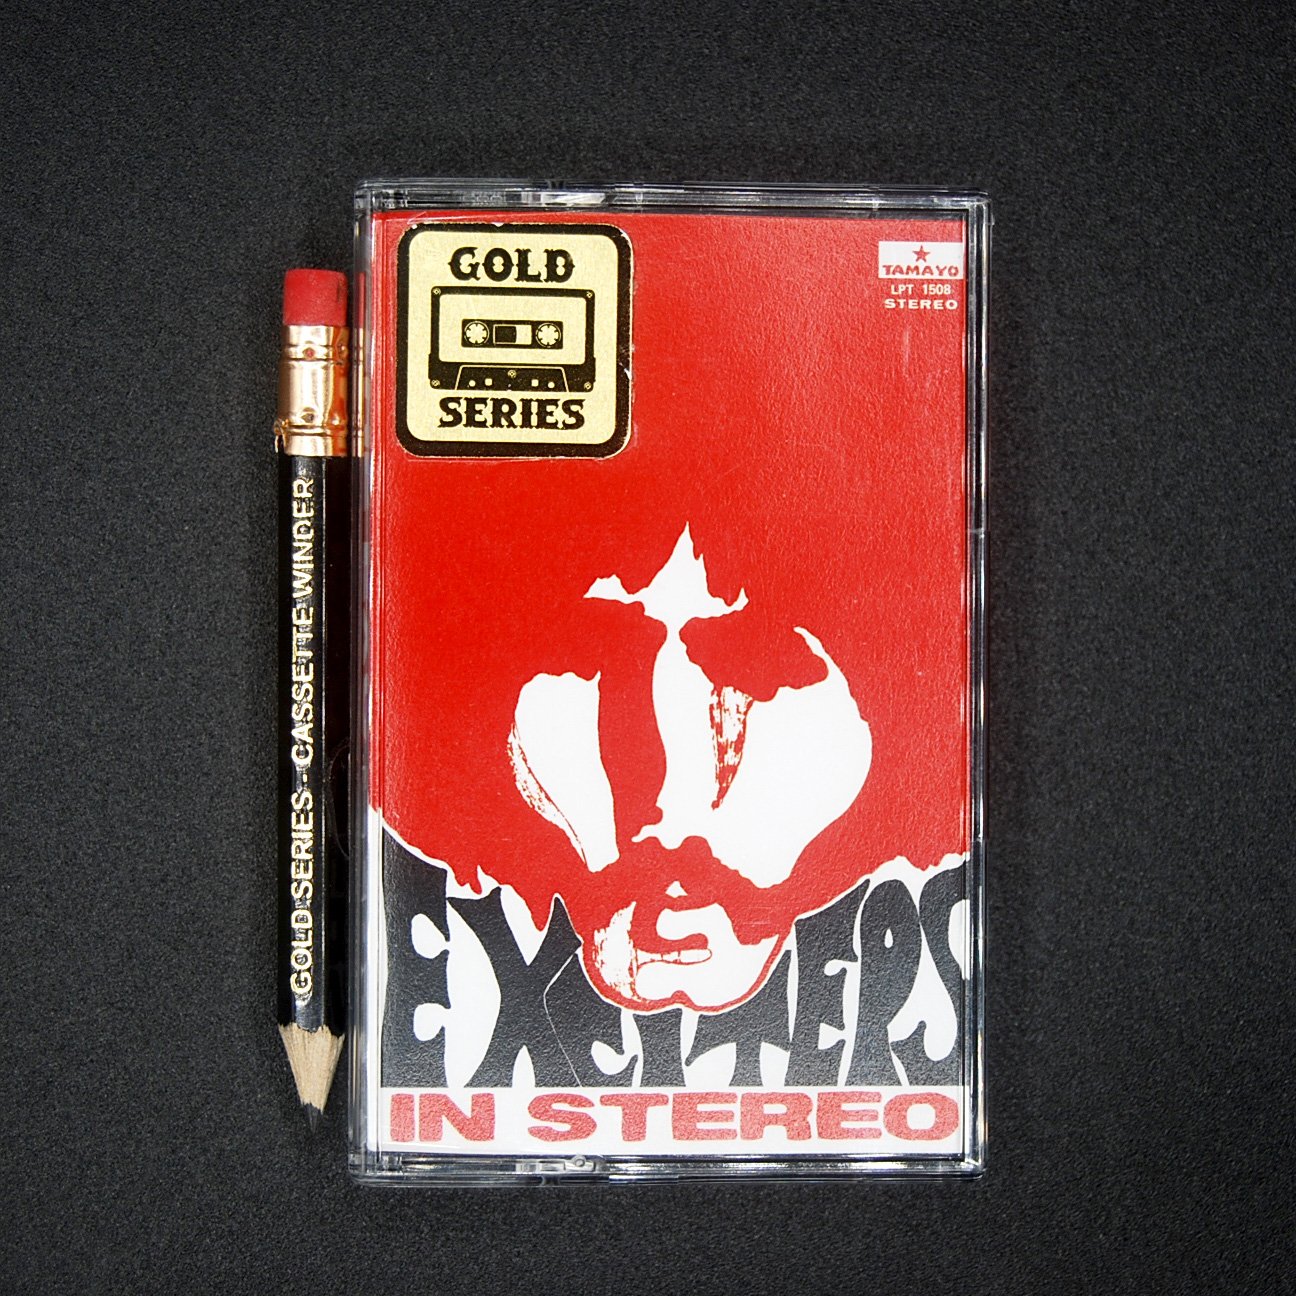 GOLD
SERIES
TAMAYO
LPT 1508
STEREO
GOLD SERIES - CASSETTE WINDER
EXCITERS
IN STEREO